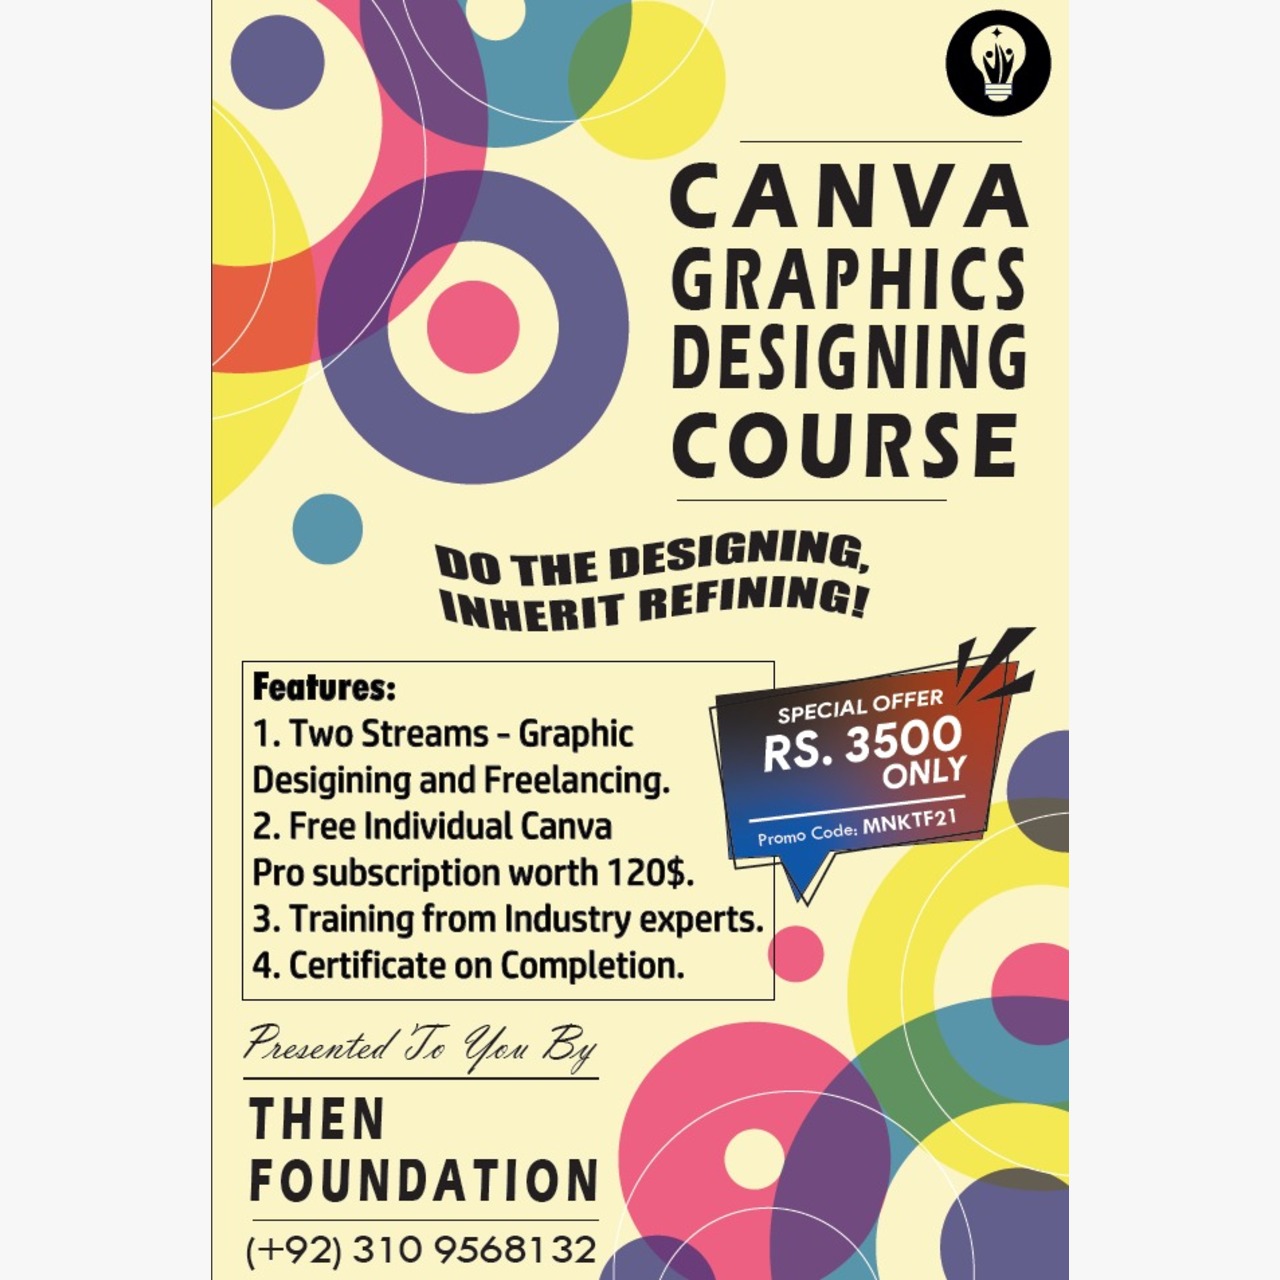 CANVA
GRAPHICS
DESIGNING
COURSE
DO THE DESIGNING,
INHERIT REFINING!
Features:
1. Two Streams - Graphic
Desigining and Freelancing.
2. Free Individual Canva
Pro subscription worth 120$.
3. Training from Industry experts.
4. Certificate on Completion.
SPECIAL OFFER
RS. 3500
ONLY
Promo Code: MNKTF21
Presented To You By
THEN
FOUNDATION
(+92) 310 9568132